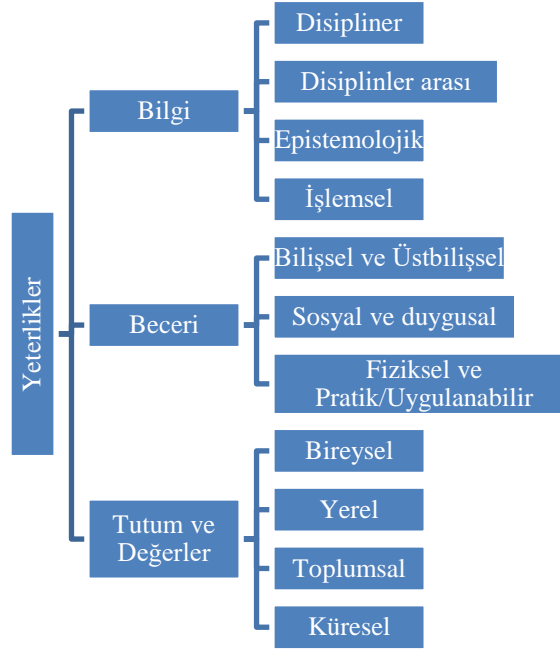 Yeterlikler
Bilgi
Disipliner
Disiplinler arası
Epistemolojik
İşlemsel
Beceri
Bilişsel ve Üstbilişsel
Sosyal ve duygusal
Fiziksel ve
Pratik/Uygulanabilir
Tutum ve
Değerler
Bireysel
Yerel
Toplumsal
Küresel